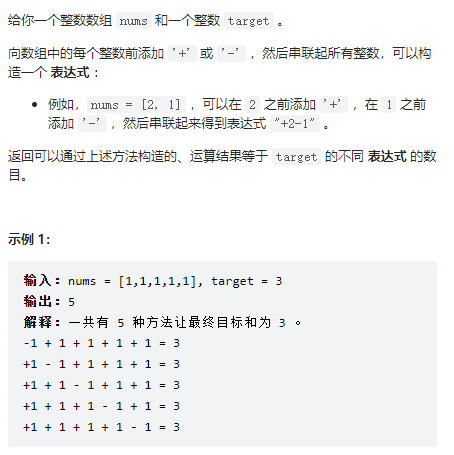 给你一个整数数组 nums 和一个整数 target 。
向数组中的每个整数前添加 '+' 或 '-' ，然后串联起所有整数，可以构
造一个 表达式 ：
• 例如，nums = [2, 1] ，可以在 2 之前添加 '+' ，在 1 之前
添加 '-' ，然后串联起来得到表达式 "+2-1" 。
返回可以通过上述方法构造的、运算结果等于 target 的不同 表达式 的数
目。
示例 1：
输入：nums = [1,1,1,1,1], target = 3
输出：5
解释：一共有 5 种方法让最终目标和为 3 。
-1 + 1 + 1 + 1 + 1 = 3
+1 - 1 + 1 + 1 + 1 = 3
+1 + 1 - 1 + 1 + 1 = 3
+1 + 1 + 1 - 1 + 1 = 3
+1 + 1 + 1 + 1 - 1 = 3